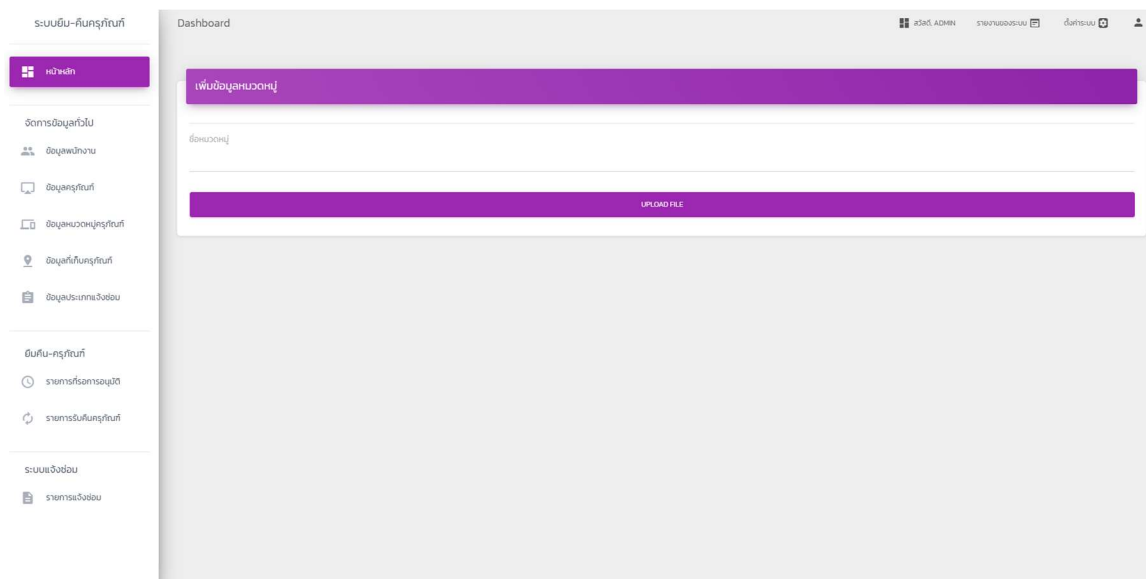 ระบบยืม-คืนครุภัณฑ์
Dashboard
สวัสดี, ADMIN
รายงานของระบบ
ตั้งค่าระบบ
หน้าหลัก
เพิ่มข้อมูลหมวดหมู่
ชื่อหมวดหมู่
UPLOAD FILE
จัดการข้อมูลทั่วไป
ข้อมูลพนักงาน
ข้อมูลครุภัณฑ์
ข้อมูลหมวดหมู่ครุภัณฑ์
ข้อมูลที่เก็บครุภัณฑ์
ข้อมูลประเภทแจ้งซ่อม
ยืมคืน-ครุภัณฑ์
รายการที่รอการอนุมัติ
รายการรับคืนครุภัณฑ์
ระบบแจ้งซ่อม
รายการแจ้งซ่อม